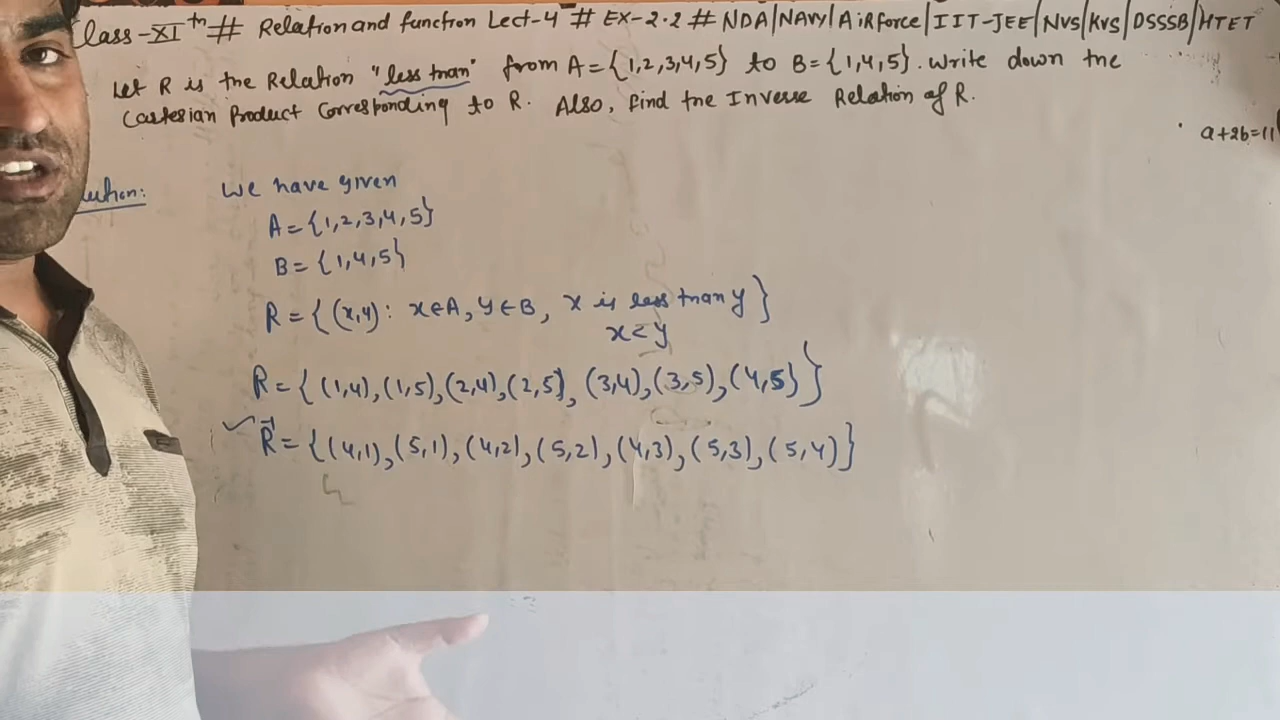 Class-XIth # Relation and function Lect-4 # EX-2.2 # NDA/NAVY/AiRforce/IIT-JEE/NVS/KVS/DSSSB/HTET
Let R is the Relation "less than" from A={1,2,3,4,5} to B={1,4,5}. Write down the
Cartesian Product Corresponding to R. Also, find the Inverse Relation of R.
a+2b=11
ution:
We have given
A={1,2,3,4,5}
B={1,4,5}
R={(x,y): x∈A, y∈B, x is less than y}
x<y
R={(1,4),(1,5),(2,4),(2,5),(3,4),(3,5),(4,5)}
R⁻¹={(4,1),(5,1),(4,2),(5,2),(4,3),(5,3),(5,4)}